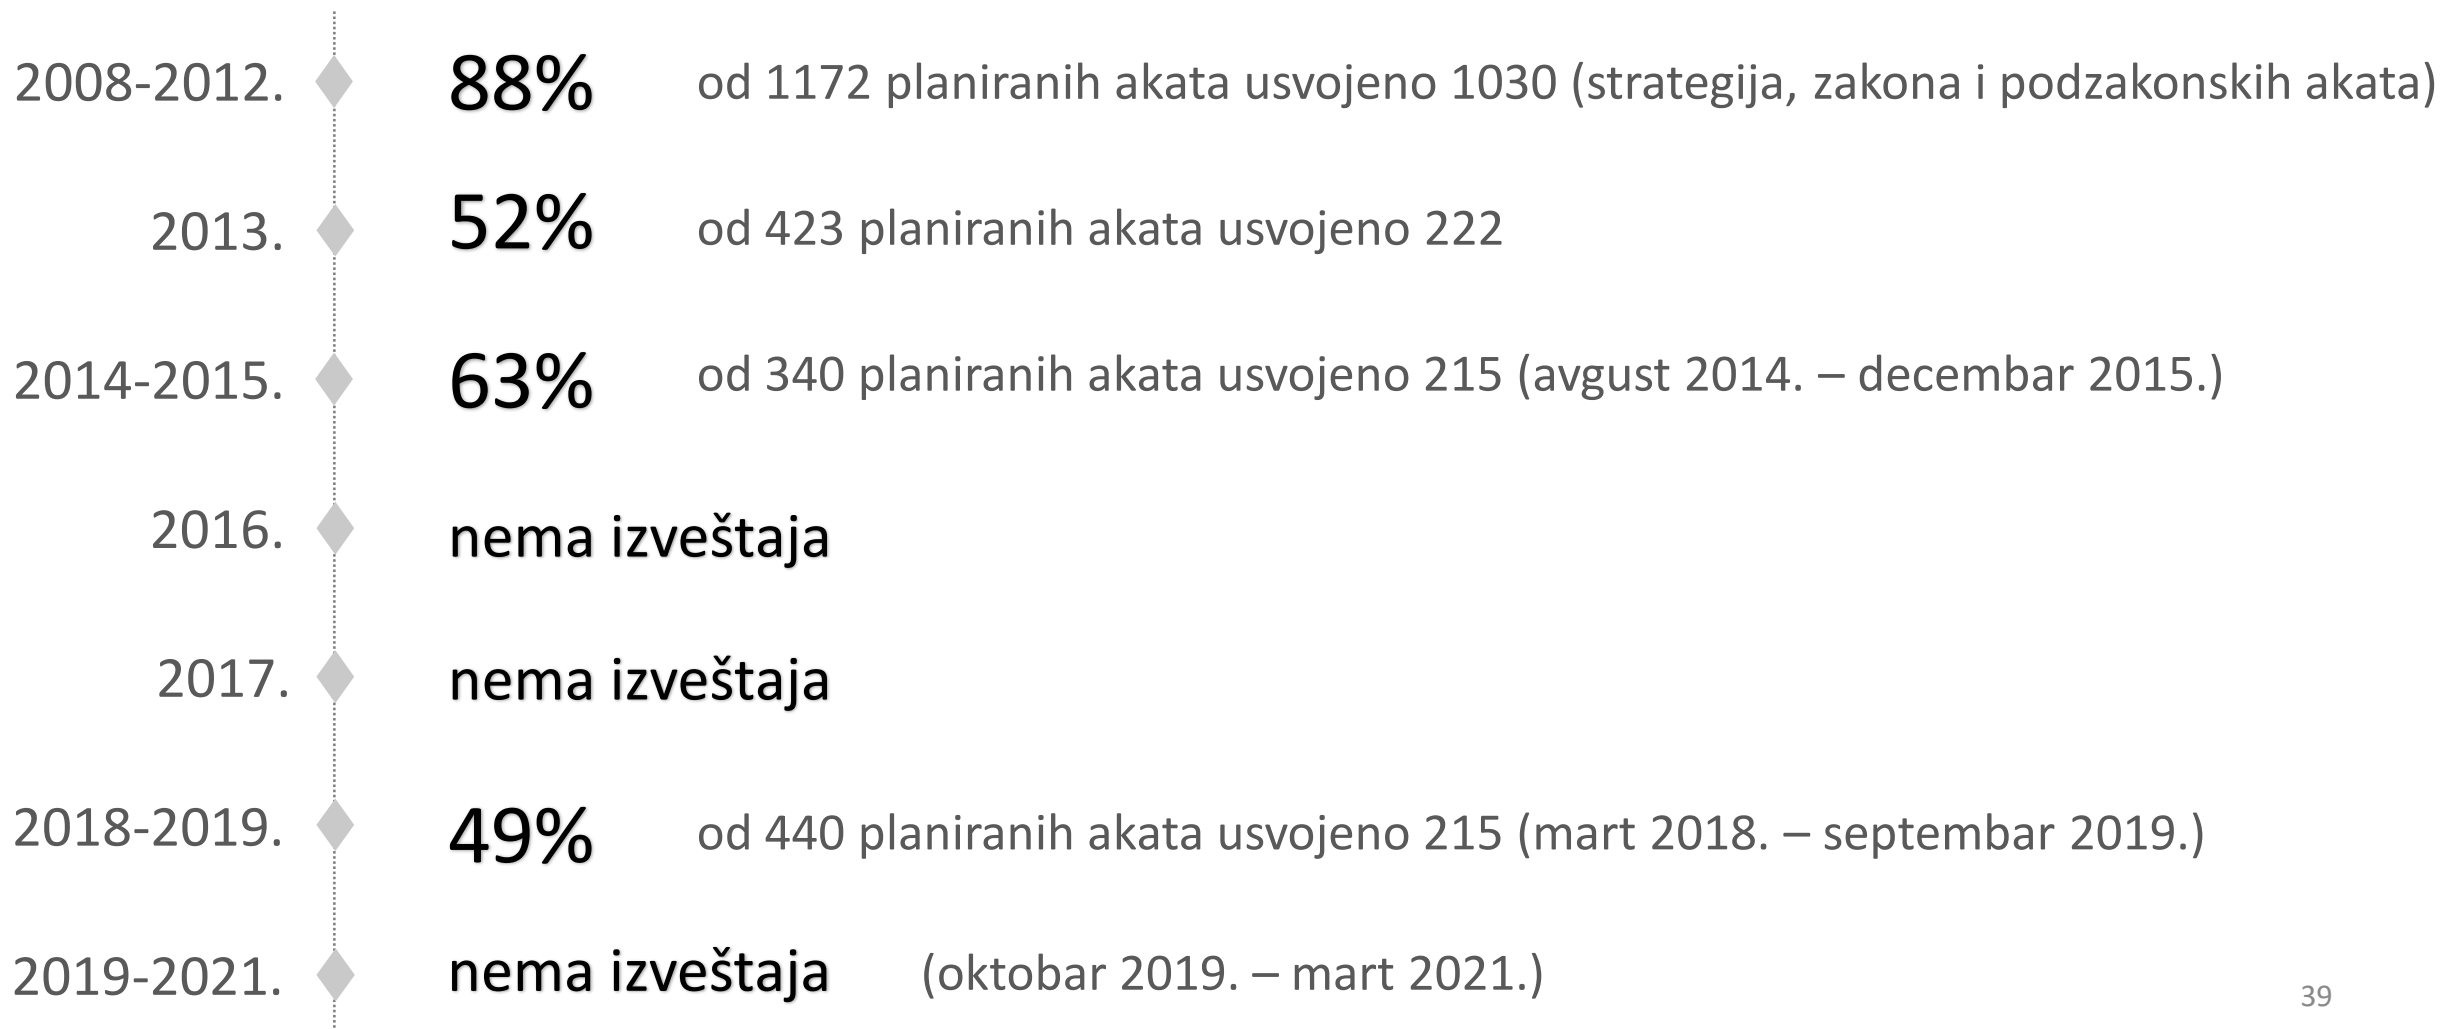 2008-2012. 88% od 1172 planiranih akata usvojeno 1030 (strategija, zakona i podzakonskih akata)
2013. 52% od 423 planiranih akata usvojeno 222
2014-2015. 63% od 340 planiranih akata usvojeno 215 (avgust 2014. – decembar 2015.)
2016. nema izveštaja
2017. nema izveštaja
2018-2019. 49% od 440 planiranih akata usvojeno 215 (mart 2018. – septembar 2019.)
2019-2021. nema izveštaja (oktobar 2019. – mart 2021.)
39